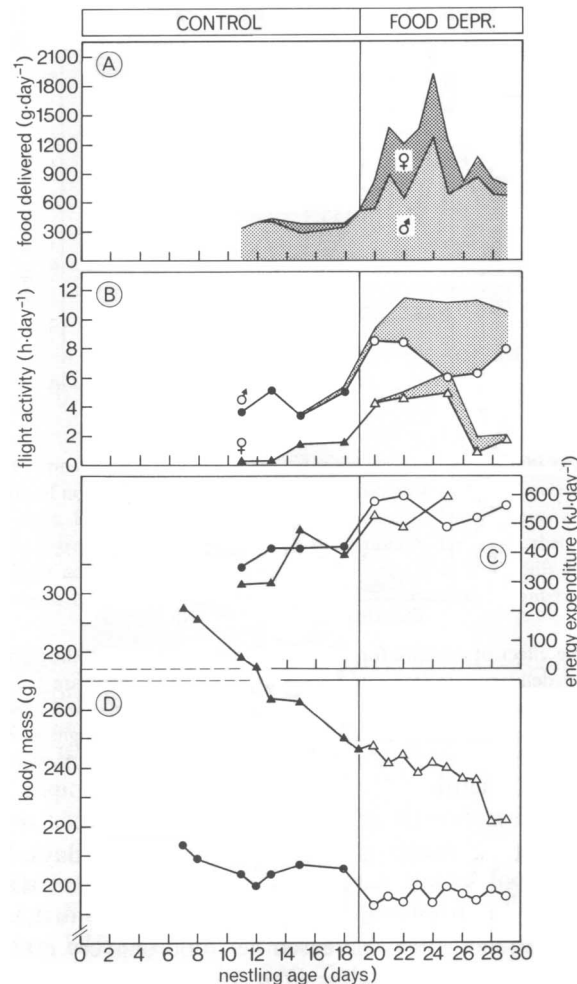 CONTROL FOOD DEPR.
A
food delivered (g·day⁻¹)
2100
1800
1500
1200
900
600
300
0
♀
♂
B
flight activity (h·day⁻¹)
12
10
8
6
4
2
0
♂
♀
C
energy expenditure (kJ·day⁻¹)
600
500
400
300
200
100
0
D
body mass (g)
300
280
260
240
220
200
0 2 4 6 8 10 12 14 16 18 20 22 24 26 28
nestling age (days)